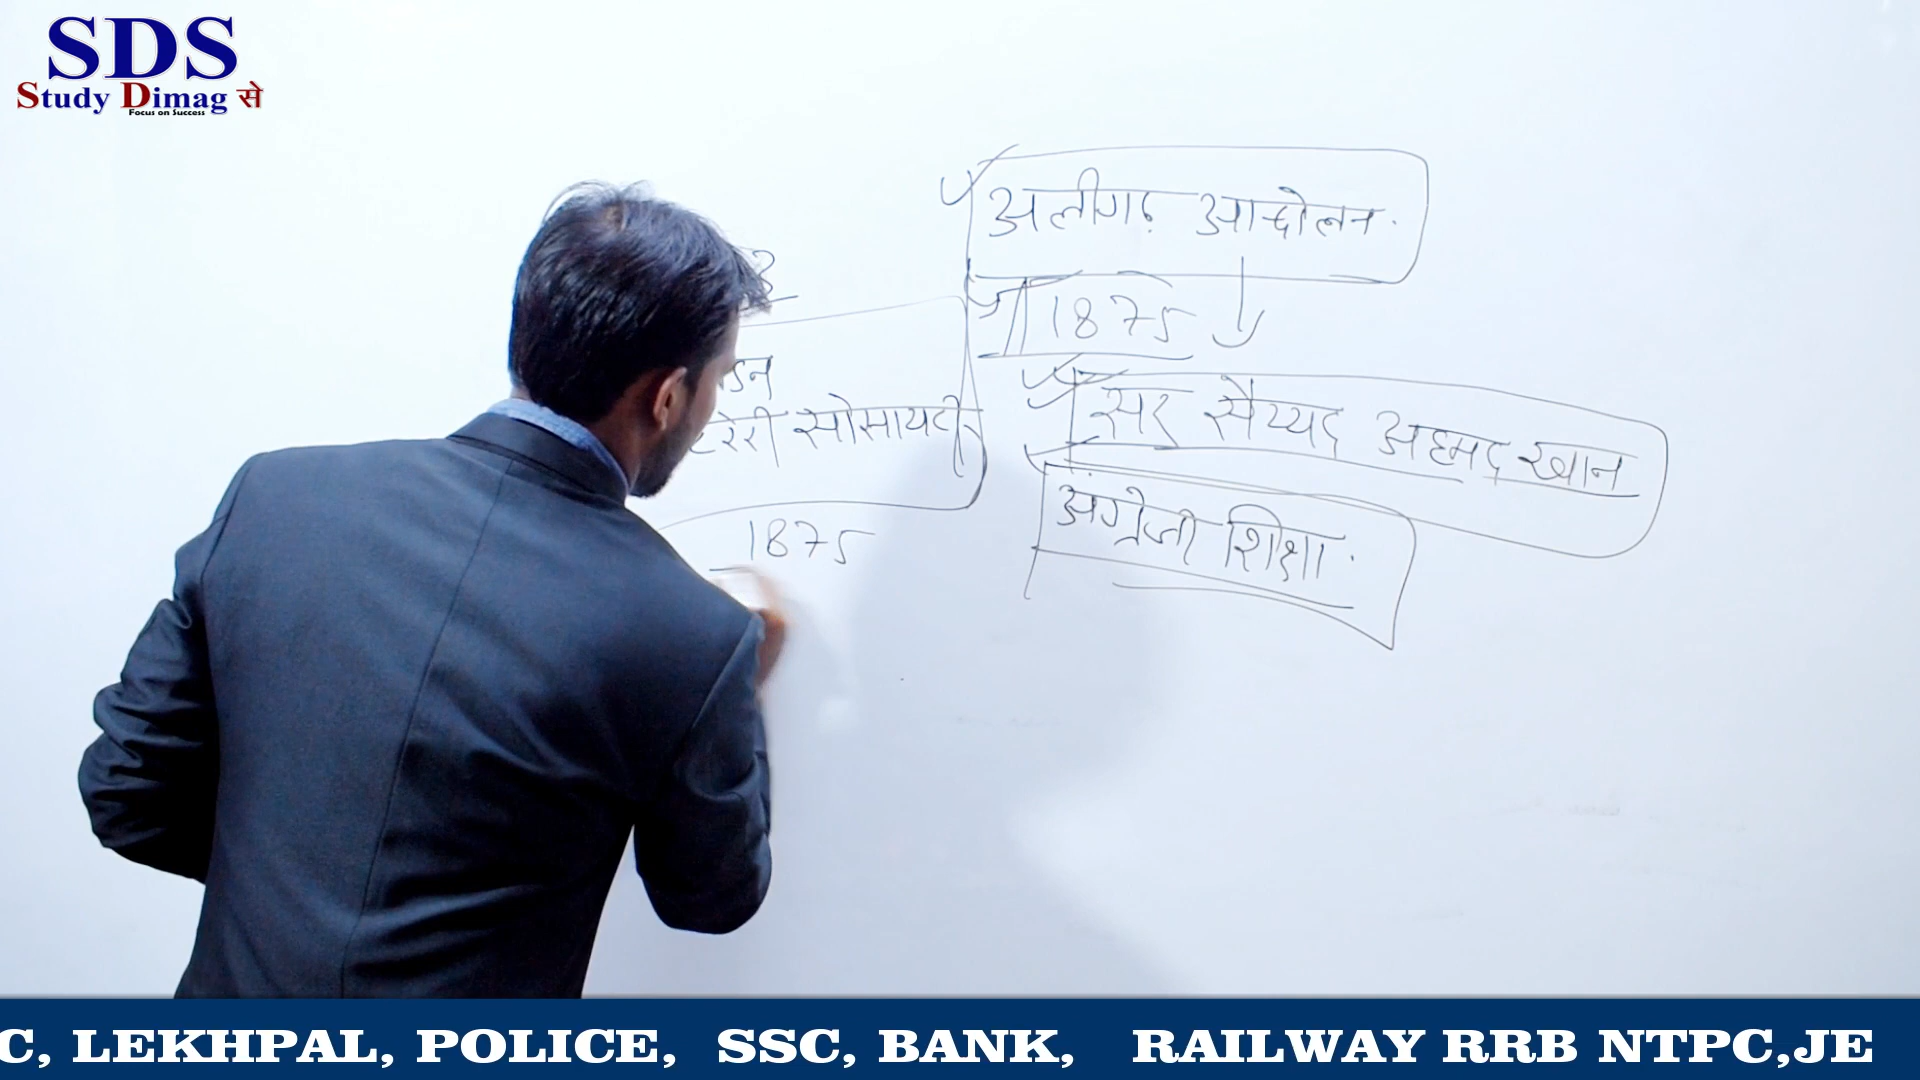 SDS
Study Dimag से
Focus on Success
अलीगढ़ आन्दोलन.
1875
सर सैय्यद अहमद खान
अंग्रेजी शिक्षा.
सोसायटी
1875
C, LEKHPAL, POLICE, SSC, BANK, RAILWAY RRB NTPC,JE